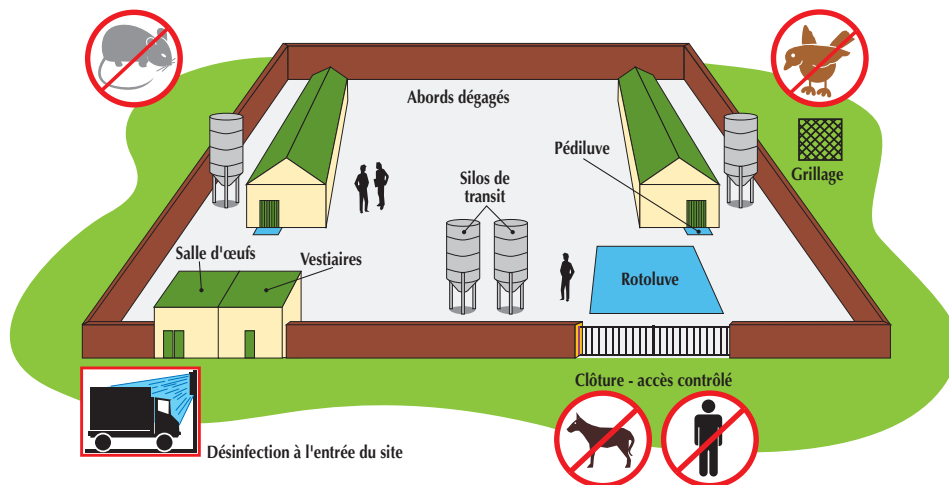 Abords dégagés
Pédiluve
Grillage
Silos de
transit
Salle d'œufs
Vestiaires
Rotoluve
Clôture - accès contrôlé
Désinfection à l'entrée du site